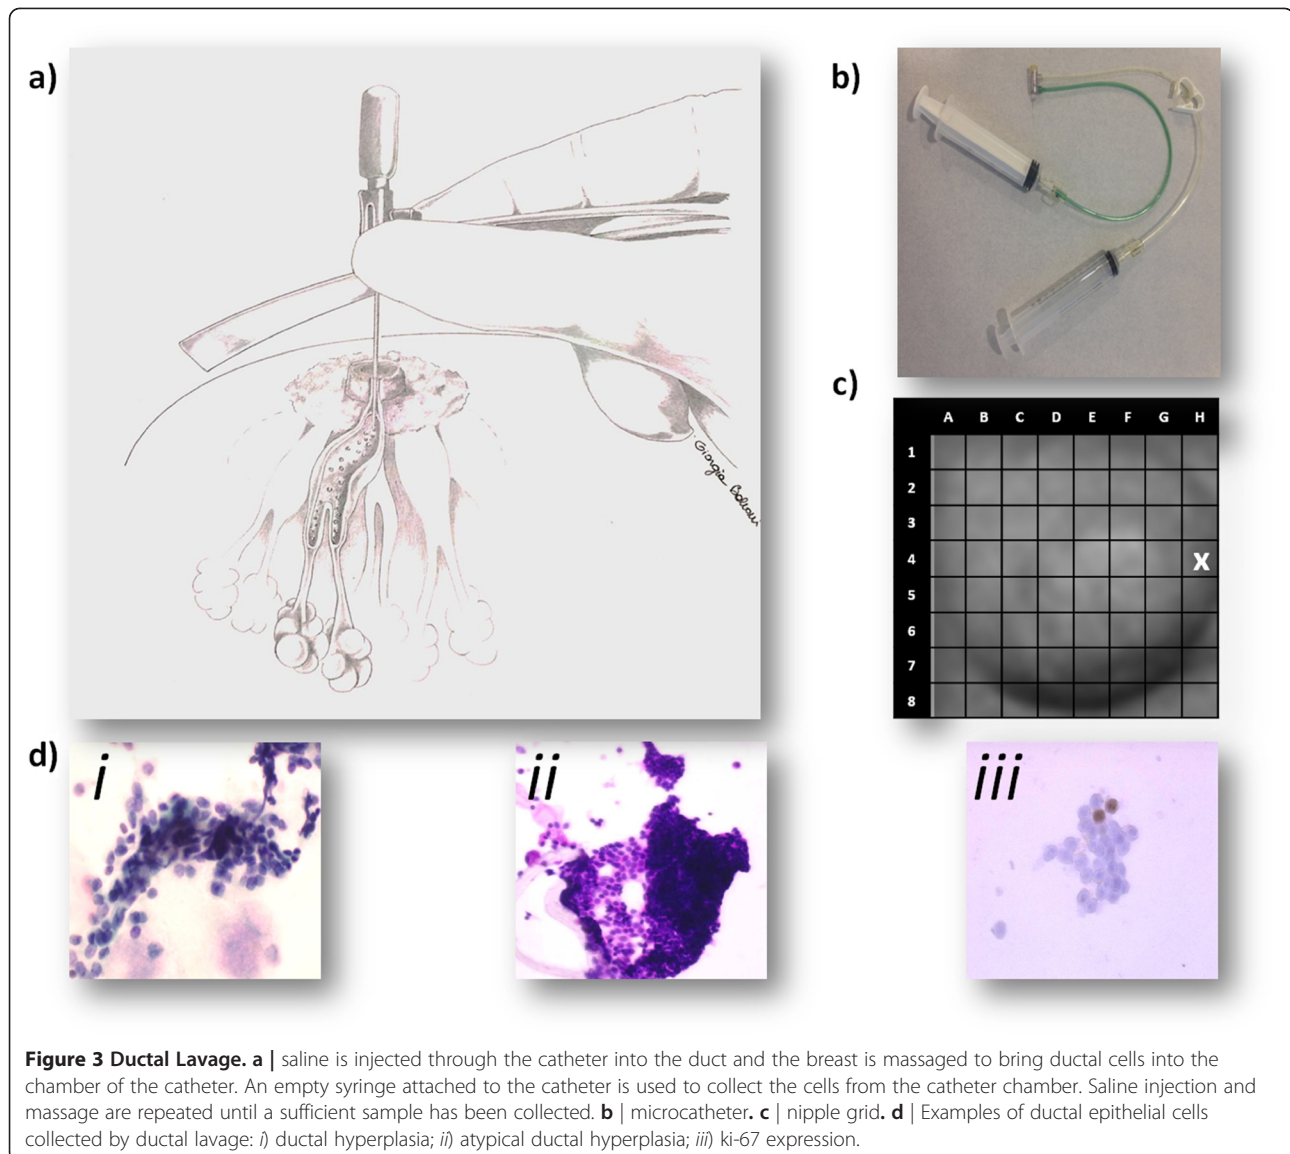 a)
b)
Giorgia
c)
A B C D E F G H
1
2
3
4 X
5
6
7
8
d)
i
ii
iii
Figure 3 Ductal Lavage. a | saline is injected through the catheter into the duct and the breast is massaged to bring ductal cells into the
chamber of the catheter. An empty syringe attached to the catheter is used to collect the cells from the catheter chamber. Saline injection and
massage are repeated until a sufficient sample has been collected. b | microcatheter. c | nipple grid. d | Examples of ductal epithelial cells
collected by ductal lavage: i) ductal hyperplasia; ii) atypical ductal hyperplasia; iii) ki-67 expression.